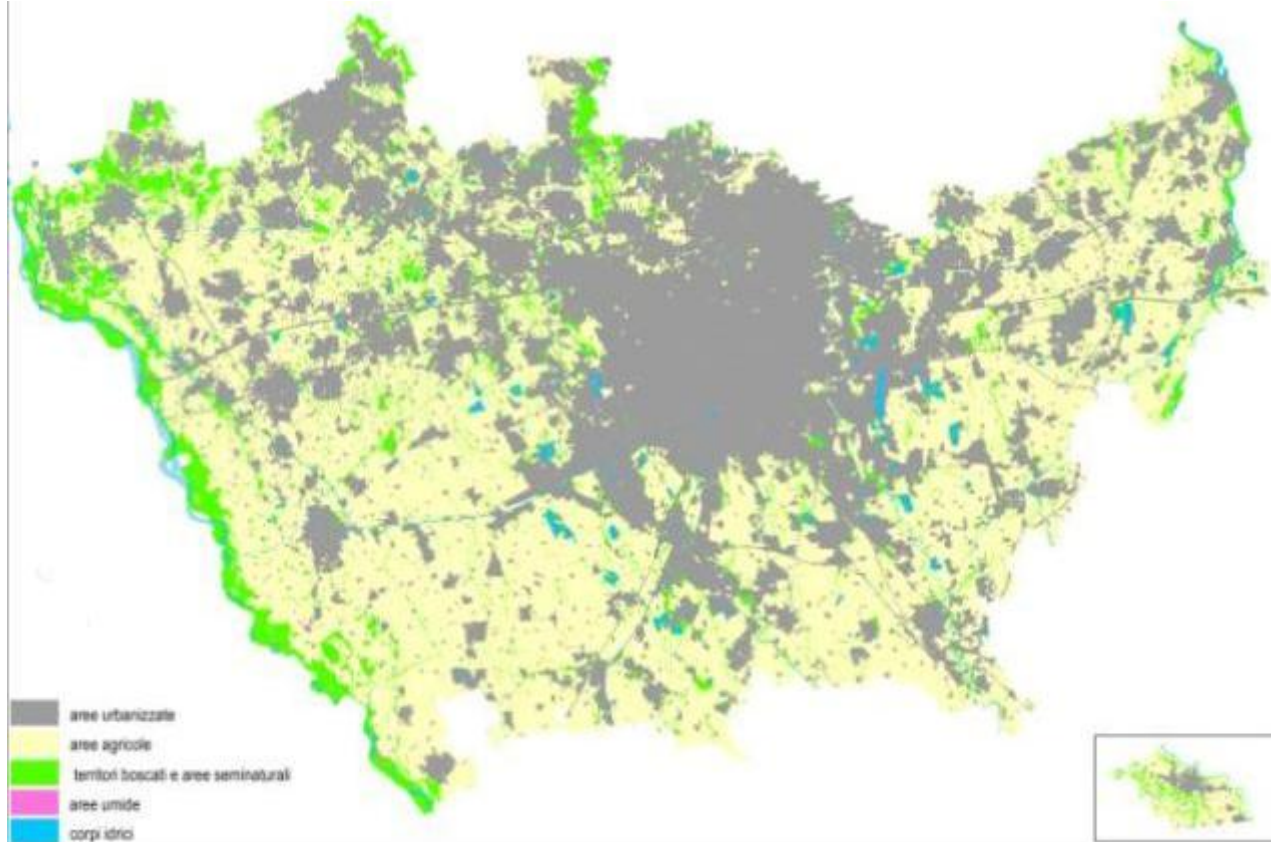 aree urbanizzate
aree agricole
territori boscati e aree seminaturali
aree umide
corpi idrici